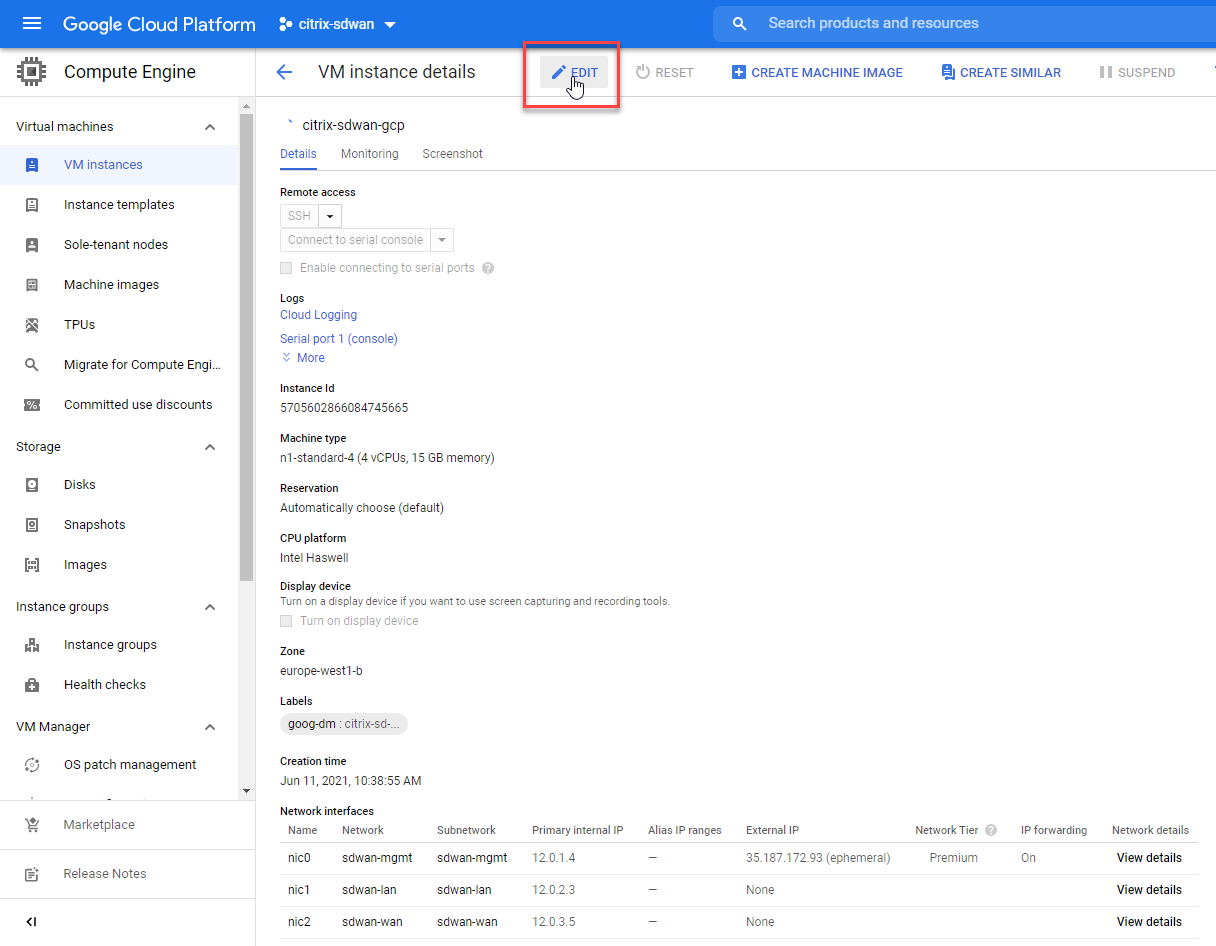 Google Cloud Platform citrix-sdwan Search products and resources
Compute Engine VM instance details EDIT RESET CREATE MACHINE IMAGE CREATE SIMILAR SUSPEND
Virtual machines
VM instances
Instance templates
Sole-tenant nodes
Machine images
TPUs
Migrate for Compute Engi...
Committed use discounts
Storage
Disks
Snapshots
Images
Instance groups
Instance groups
Health checks
VM Manager
OS patch management
Marketplace
Release Notes
citrix-sdwan-gcp
Details Monitoring Screenshot
Remote access
SSH
Connect to serial console
Enable connecting to serial ports ?
Logs
Cloud Logging
Serial port 1 (console)
More
Instance Id
5705602866084745665
Machine type
n1-standard-4 (4 vCPUs, 15 GB memory)
Reservation
Automatically choose (default)
CPU platform
Intel Haswell
Display device
Turn on a display device if you want to use screen capturing and recording tools.
Turn on display device
Zone
europe-west1-b
Labels
goog-dm : citrix-sd-...
Creation time
Jun 11, 2021, 10:38:55 AM
Network interfaces
Name Network Subnetwork Primary internal IP Alias IP ranges External IP Network Tier ? IP forwarding Network details
nic0 sdwan-mgmt sdwan-mgmt 12.0.1.4 — 35.187.172.93 (ephemeral) Premium On View details
nic1 sdwan-lan sdwan-lan 12.0.2.3 — None View details
nic2 sdwan-wan sdwan-wan 12.0.3.5 — None View details